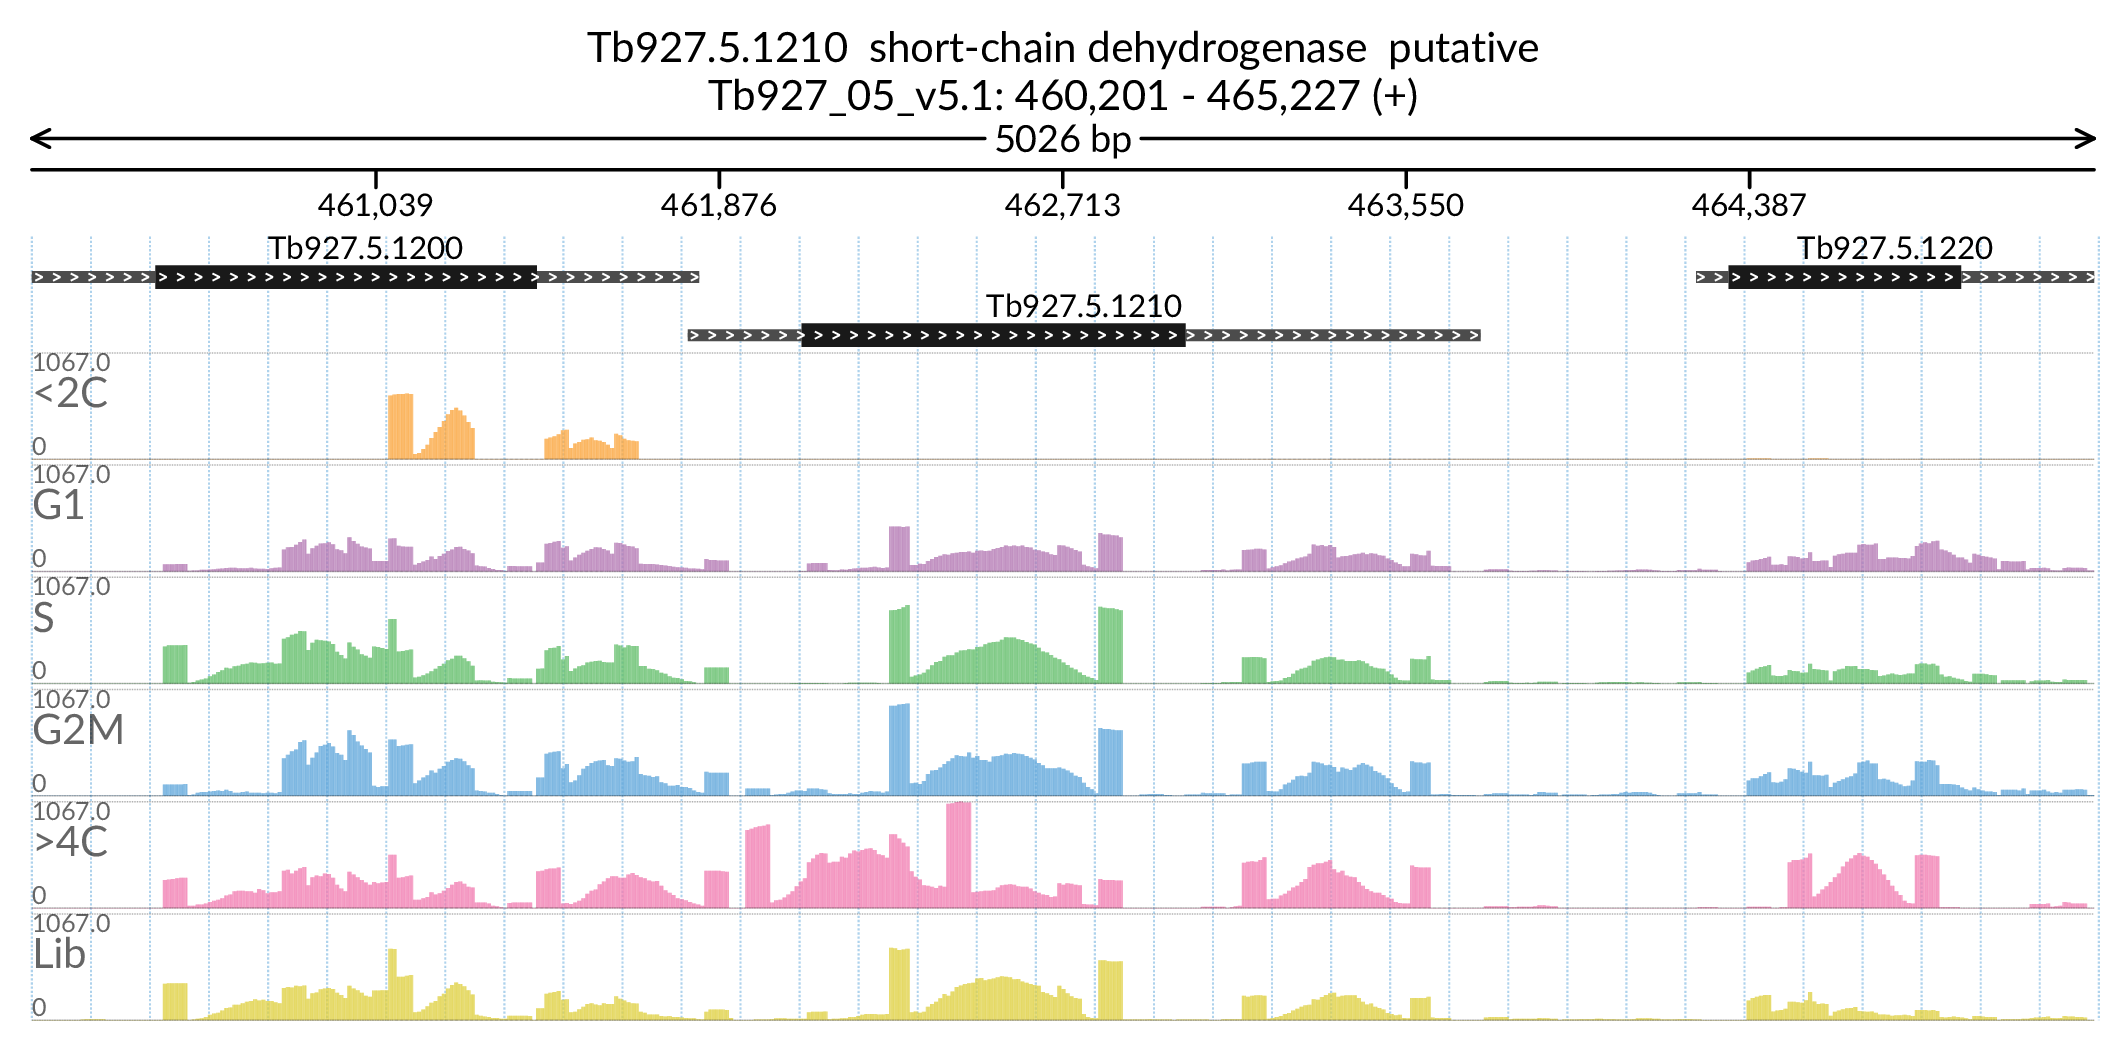 Tb927.5.1210  short-chain dehydrogenase  putative
Tb927_05_v5.1: 460,201 - 465,227 (+)
5026 bp
461,039 461,876 462,713 463,550 464,387
Tb927.5.1200 Tb927.5.1220
Tb927.5.1210
1067.0
<2C
0
1067.0
G1
0
1067.0
S
0
1067.0
G2M
0
1067.0
>4C
0
1067.0
Lib
0